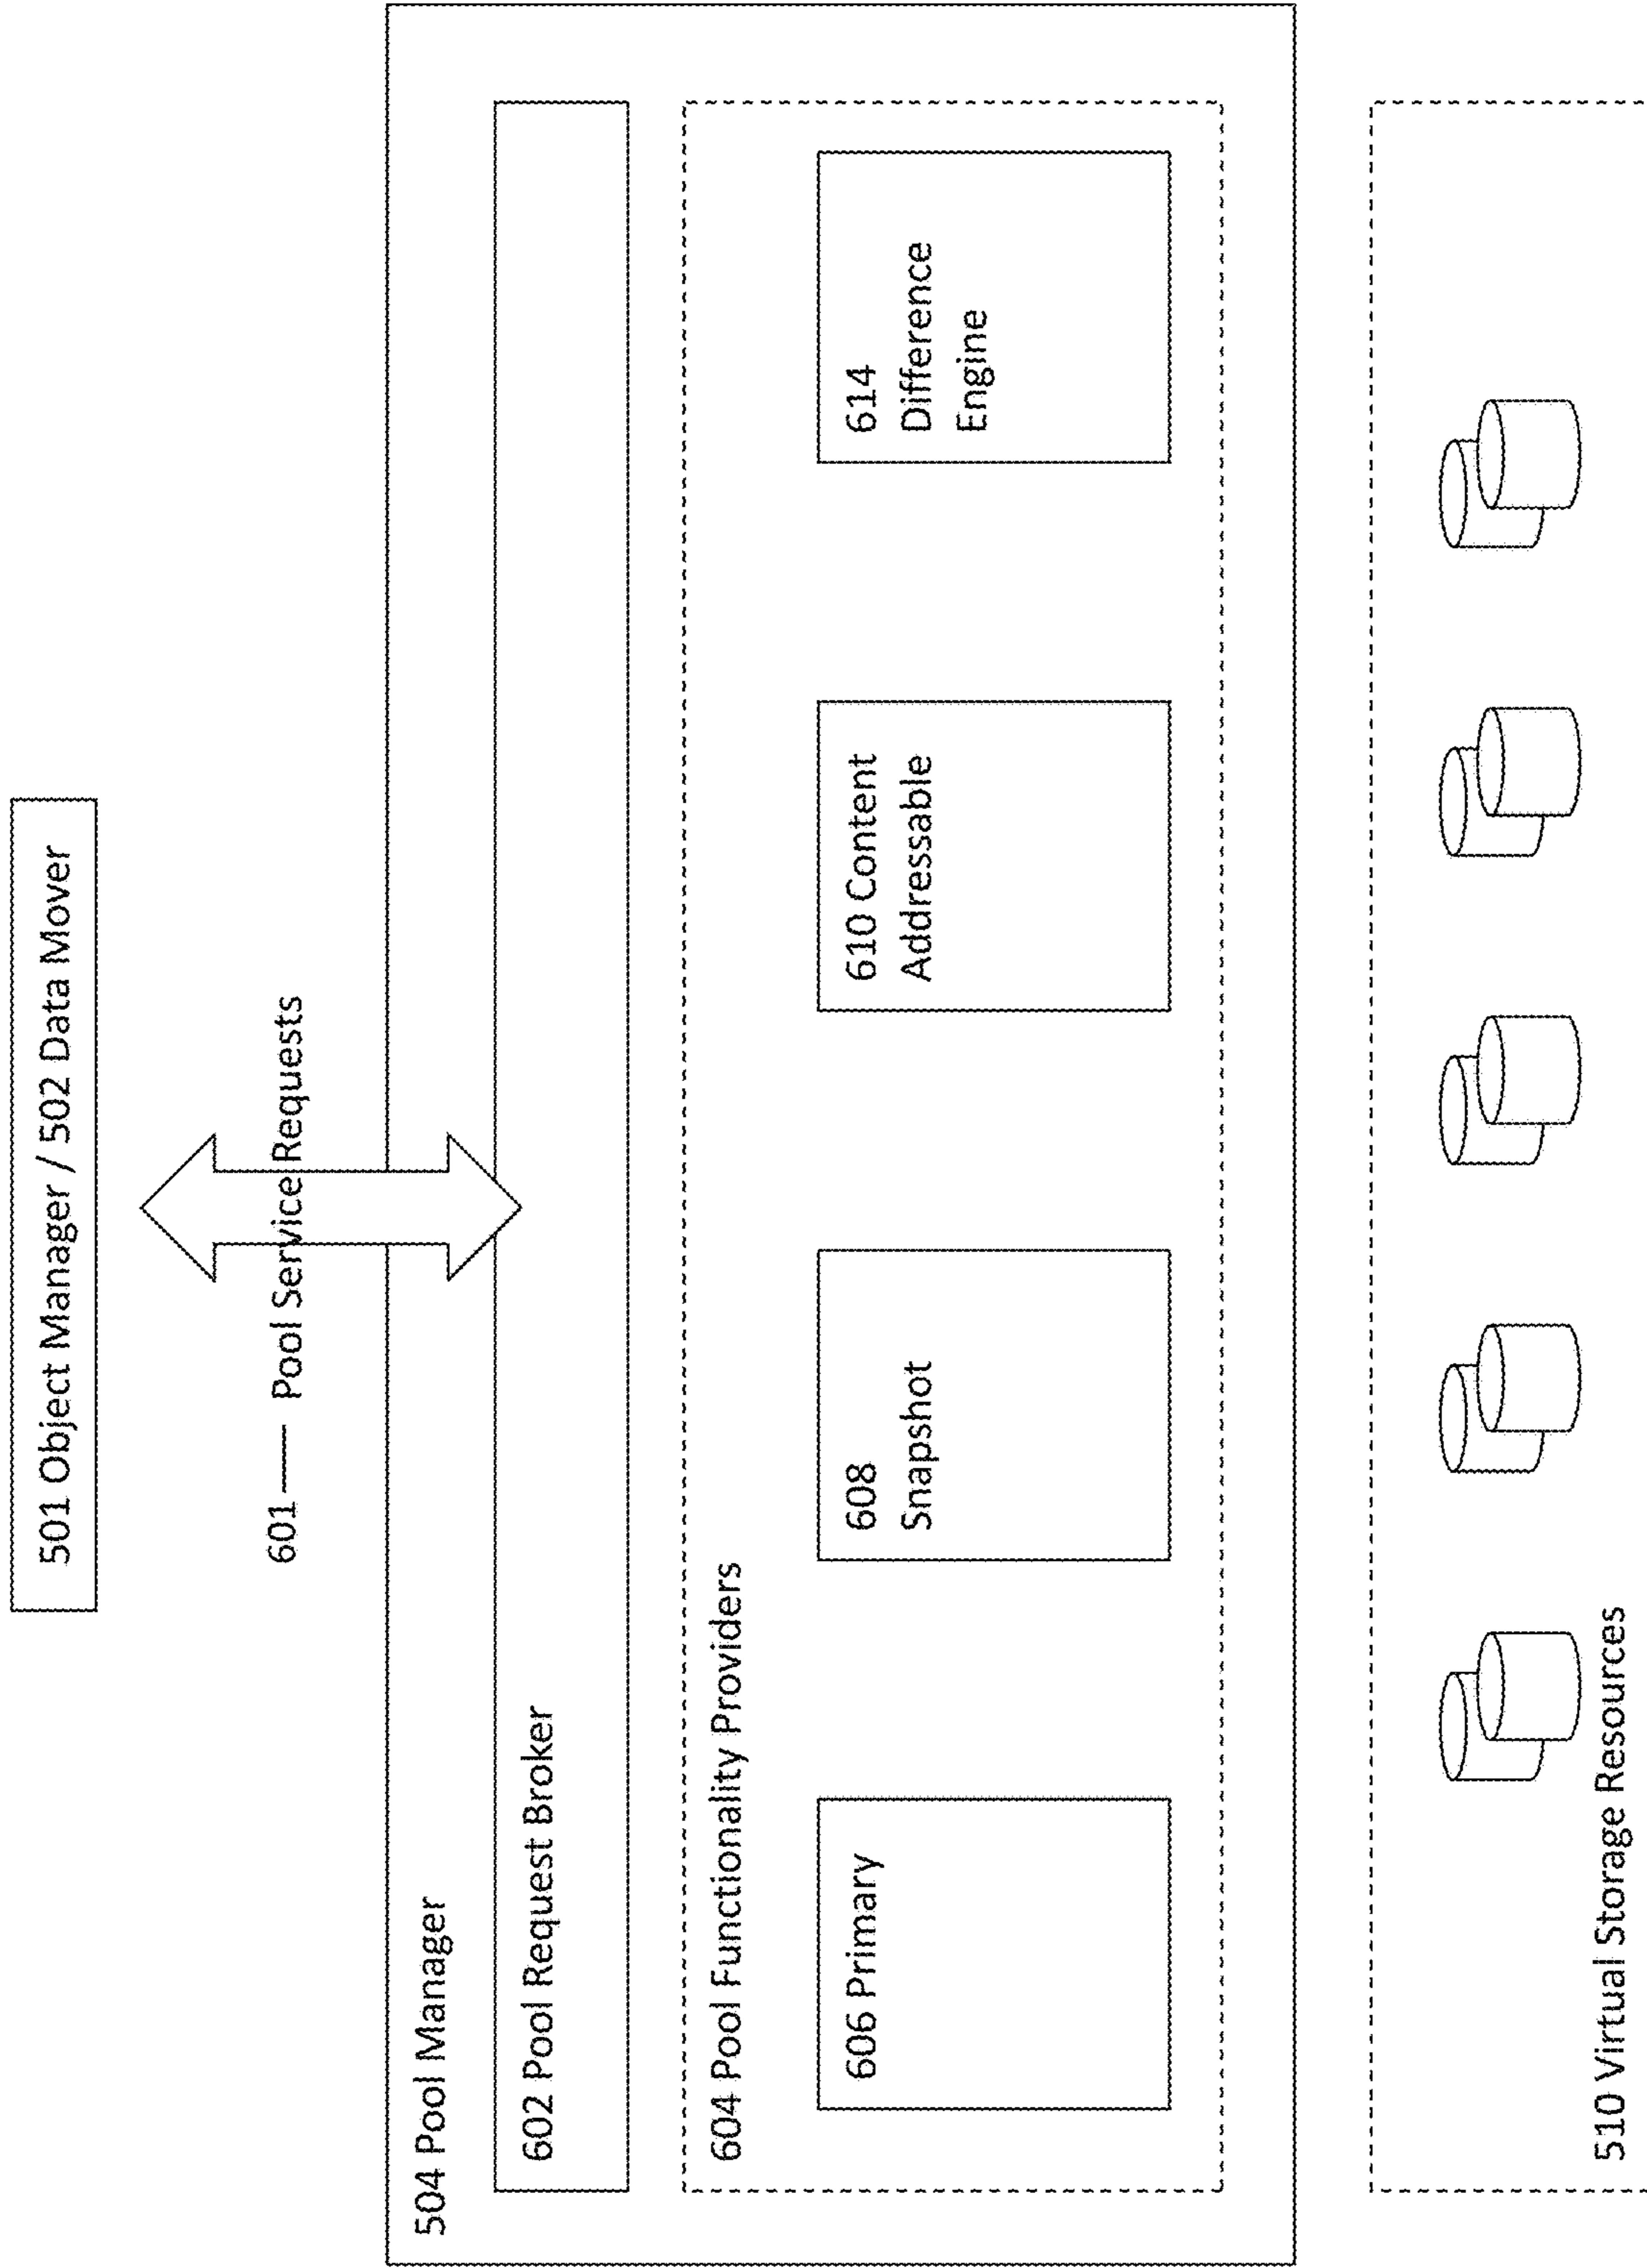 501 Object Manager / 502 Data Mover
601 — Pool Service Requests
504 Pool Manager
602 Pool Request Broker
604 Pool Functionality Providers
606 Primary
608
Snapshot
610 Content
Addressable
614
Difference
Engine
510 Virtual Storage Resources